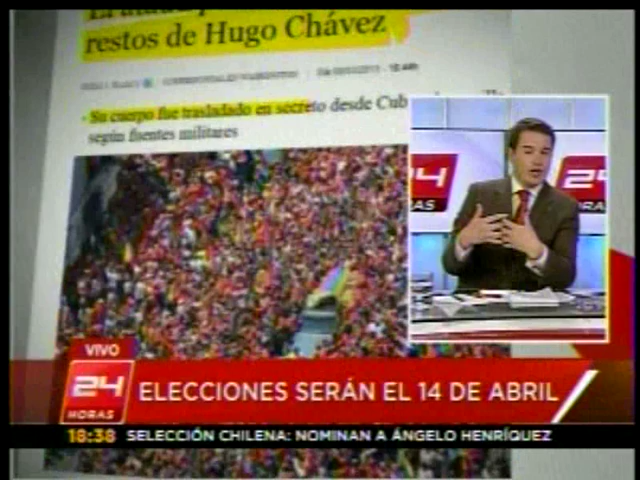 restos de Hugo Chávez
- Su cuerpo fue trasladado en secreto desde Cub
según fuentes militares
24
HORAS
24
HORAS
VIVO
24
HORAS
ELECCIONES SERÁN EL 14 DE ABRIL
18:38 SELECCIÓN CHILENA: NOMINAN A ÁNGELO HENRÍQUEZ